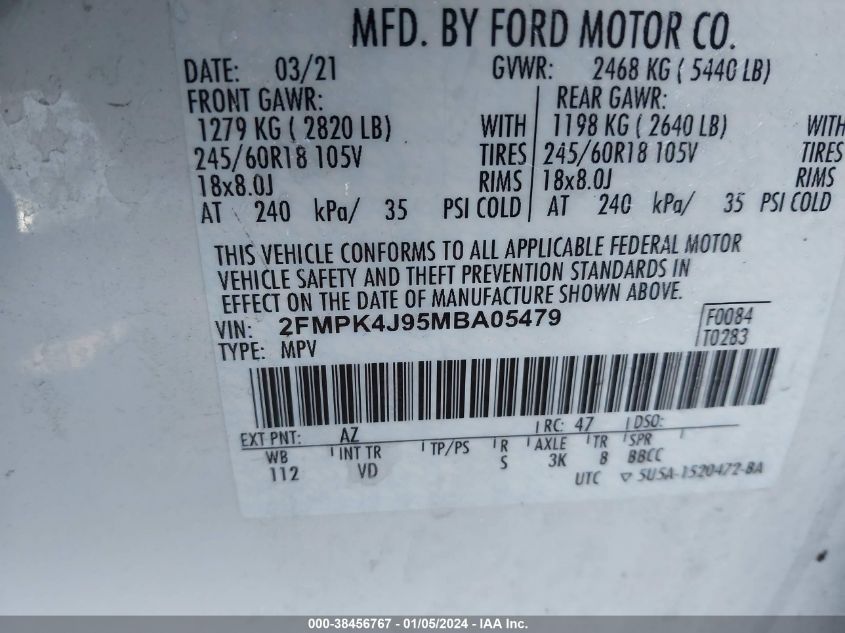 MFD. BY FORD MOTOR CO.
DATE: 03/21 GVWR: 2468 KG ( 5440 LB)
FRONT GAWR: REAR GAWR:
1279 KG ( 2820 LB) WITH 1198 KG ( 2640 LB) WITH
245/60R18 105V TIRES 245/60R18 105V TIRES
18x8.0J RIMS 18x8.0J RIMS
AT 240 kPa/ 35 PSI COLD AT 240 kPa/ 35 PSI COLD
THIS VEHICLE CONFORMS TO ALL APPLICABLE FEDERAL MOTOR
VEHICLE SAFETY AND THEFT PREVENTION STANDARDS IN
EFFECT ON THE DATE OF MANUFACTURE SHOWN ABOVE.
VIN: 2FMPK4J95MBA05479 F0084
TYPE: MPV T0283
EXT PNT: AZ RC: 47 DSO:
WB INT TR TP/PS R AXLE TR SPR
112 VD S 3K 8 BBCC
UTC ▽ SU5A-1520472-BA
000-38456767 - 01/05/2024 - IAA Inc.